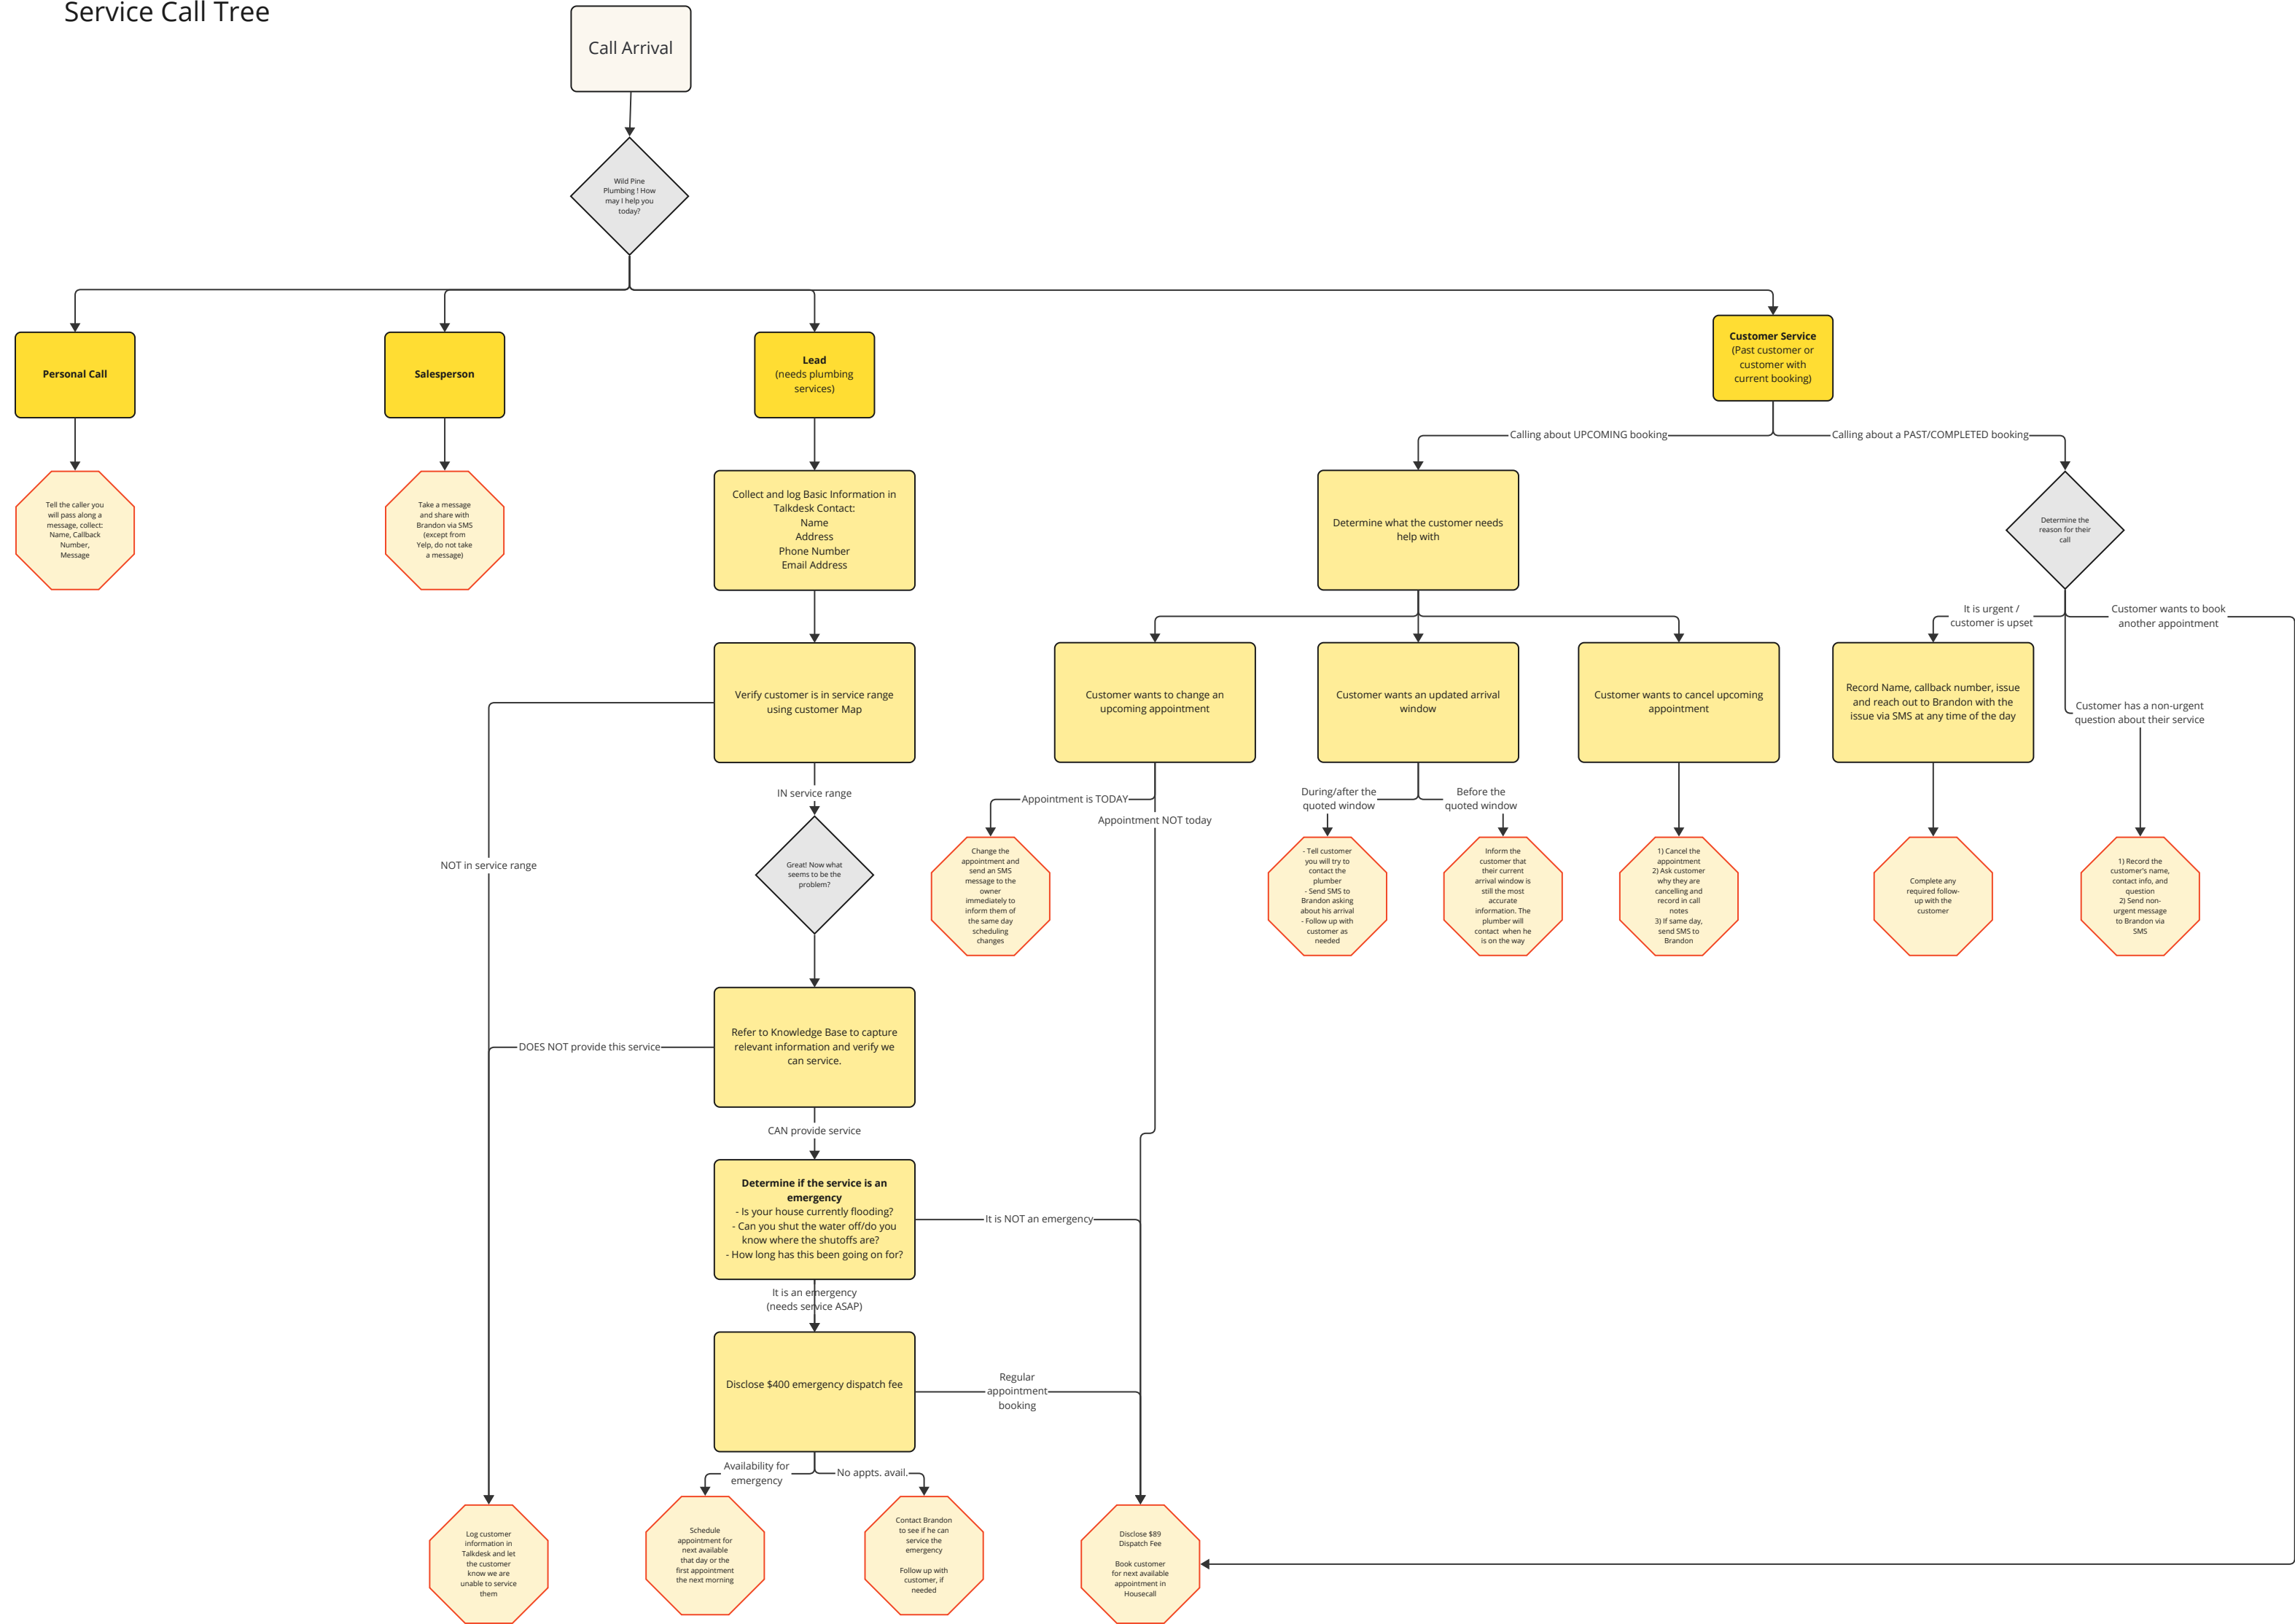 Service Call Tree
Call Arrival
Wild Pine
Plumbing ! How
may I help you
today?
Personal Call
Salesperson
Lead
(needs plumbing
services)
Customer Service
(Past customer or
customer with
current booking)
Calling about UPCOMING booking
Calling about a PAST/COMPLETED booking
Tell the caller you
will pass along a
message, collect:
Name, Callback
Number,
Message
Take a message
and share with
Brandon via SMS
(except from
Yelp, do not take
a message)
Collect and log Basic Information in
Talkdesk Contact:
Name
Address
Phone Number
Email Address
Determine what the customer needs
help with
Determine the
reason for their
call
It is urgent /
customer is upset
Customer wants to book
another appointment
Verify customer is in service range
using customer Map
Customer wants to change an
upcoming appointment
Customer wants an updated arrival
window
Customer wants to cancel upcoming
appointment
Record Name, callback number, issue
and reach out to Brandon with the
issue via SMS at any time of the day
Customer has a non-urgent
question about their service
IN service range
Appointment is TODAY
Appointment NOT today
During/after the
quoted window
Before the
quoted window
NOT in service range
Great! Now what
seems to be the
problem?
Change the
appointment and
send an SMS
message to the
owner
immediately to
inform them of
the same day
scheduling
changes
- Tell customer
you will try to
contact the
plumber
- Send SMS to
Brandon asking
about his arrival
- Follow up with
customer as
needed
Inform the
customer that
their current
arrival window is
still the most
accurate
information. The
plumber will
contact  when he
is on the way
1) Cancel the
appointment
2) Ask customer
why they are
cancelling and
record in call
notes
3) If same day,
send SMS to
Brandon
Complete any
required follow-
up with the
customer
1) Record the
customer's name,
contact info, and
question
2) Send non-
urgent message
to Brandon via
SMS
Refer to Knowledge Base to capture
relevant information and verify we
can service.
DOES NOT provide this service
CAN provide service
Determine if the service is an
emergency
- Is your house currently flooding?
- Can you shut the water off/do you
know where the shutoffs are?
- How long has this been going on for?
It is NOT an emergency
It is an emergency
(needs service ASAP)
Disclose $400 emergency dispatch fee
Regular
appointment
booking
Availability for
emergency
No appts. avail.
Log customer
information in
Talkdesk and let
the customer
know we are
unable to service
them
Schedule
appointment for
next available
that day or the
first appointment
the next morning
Contact Brandon
to see if he can
service the
emergency
Follow up with
customer, if
needed
Disclose $89
Dispatch Fee
Book customer
for next available
appointment in
Housecall